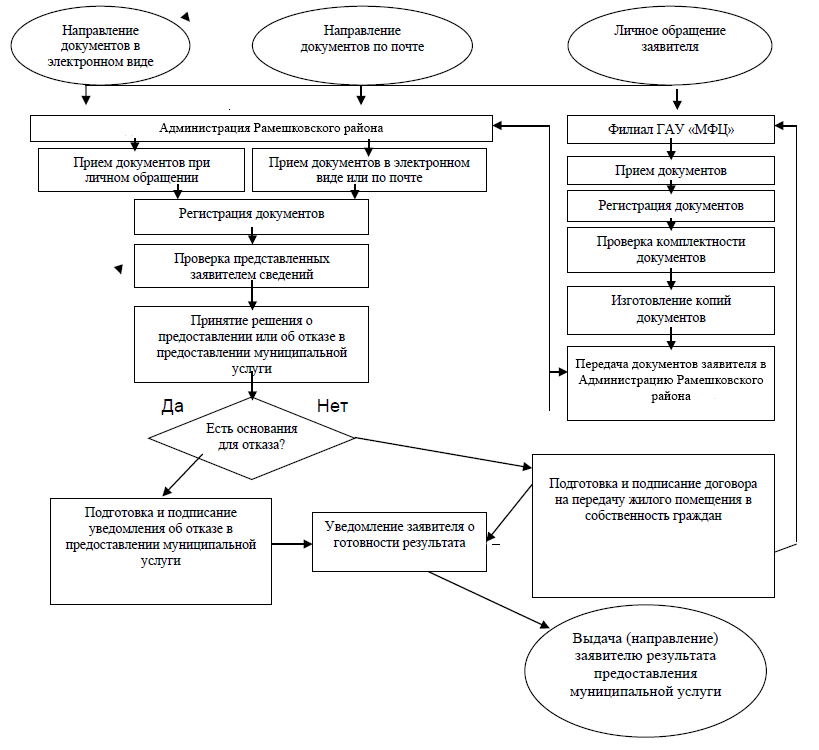 Направление
документов в
электронном виде
Направление
документов по почте
Личное обращение
заявителя
Администрация Рамешковского района
Филиал ГАУ «МФЦ»
Прием документов при
личном обращении
Прием документов в электронном
виде или по почте
Прием документов
Регистрация документов
Регистрация документов
Проверка представленных
заявителем сведений
Проверка комплектности
документов
Принятие решения о
предоставлении или об отказе в
предоставлении муниципальной
услуги
Изготовление копий
документов
Передача документов заявителя в
Администрацию Рамешковского
района
Да
Нет
Есть основания
для отказа?
Подготовка и подписание
уведомления об отказе в
предоставлении муниципальной
услуги
Уведомление заявителя о
готовности результата
Подготовка и подписание договора
на передачу жилого помещения в
собственность граждан
Выдача (направление)
заявителю результата
предоставления
муниципальной услуги